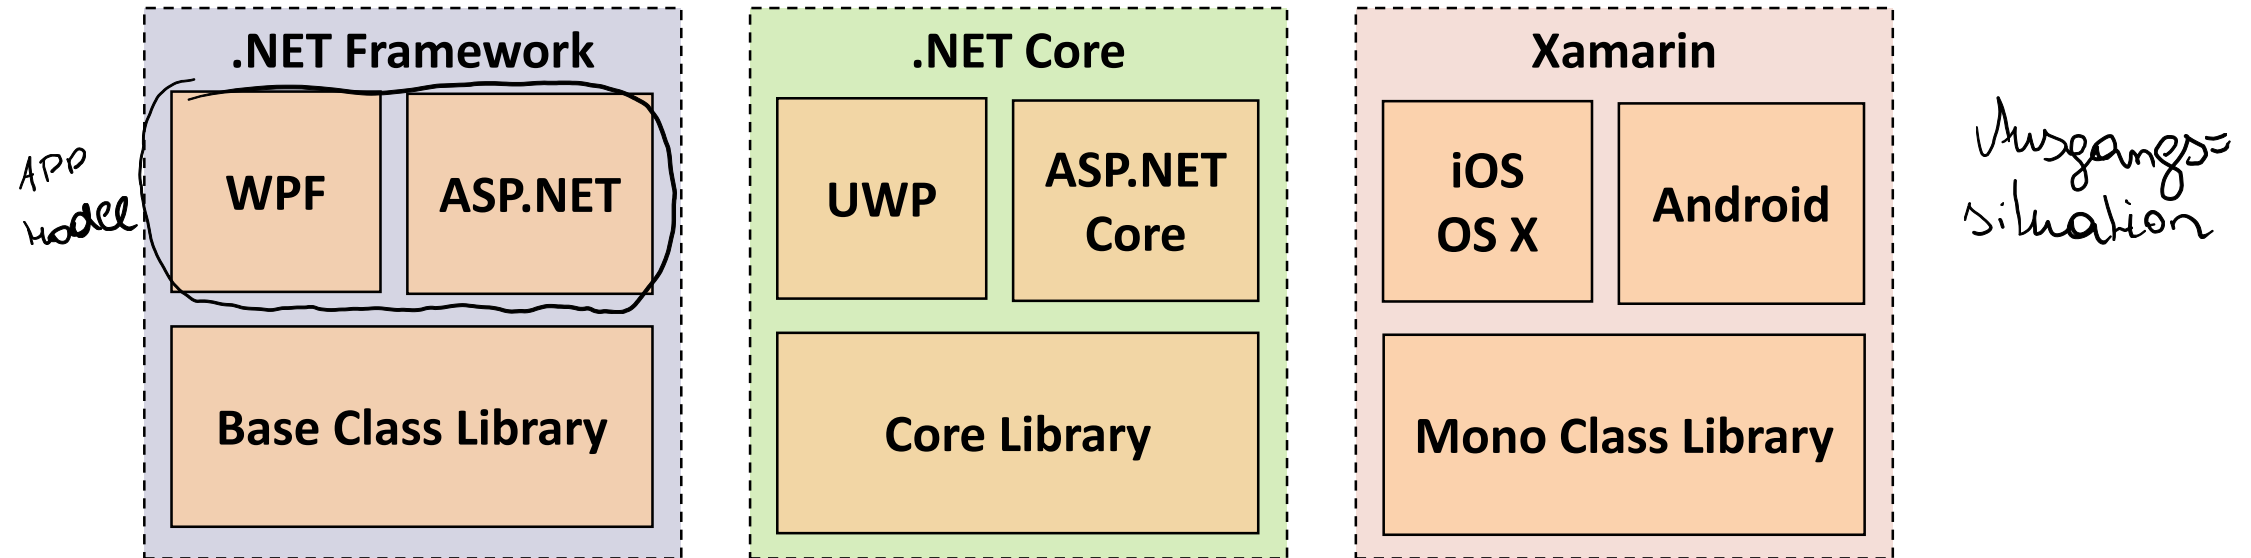 .NET Framework
APP
Model
WPF
ASP.NET
Base Class Library
.NET Core
UWP
ASP.NET
Core
Core Library
Xamarin
iOS
OS X
Android
Mono Class Library
Ausgangs=
situation